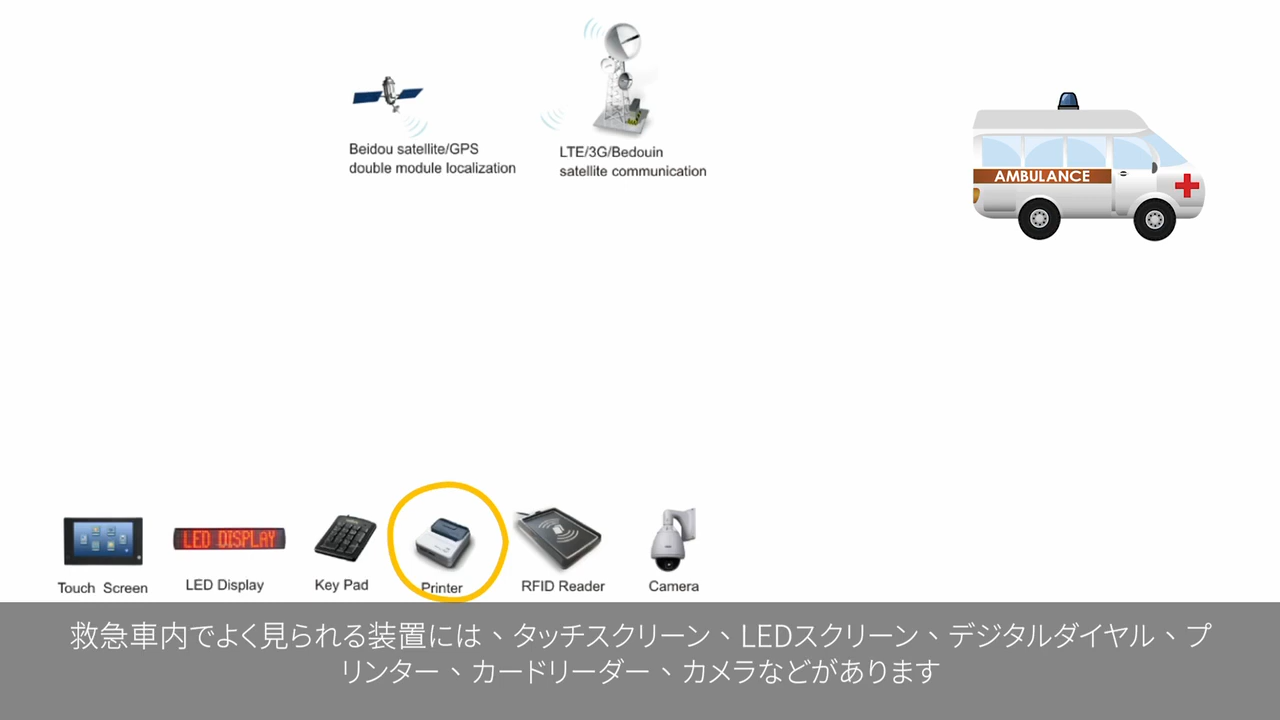 Beidou satellite/GPS
double module localization
LTE/3G/Bedouin
satellite communication
AMBULANCE
LED DISPLAY
Touch Screen
LED Display
Key Pad
Printer
RFID Reader
Camera
救急車内でよく見られる装置には、タッチスクリーン、LEDスクリーン、デジタルダイヤル、プ
リンター、カードリーダー、カメラなどがあります